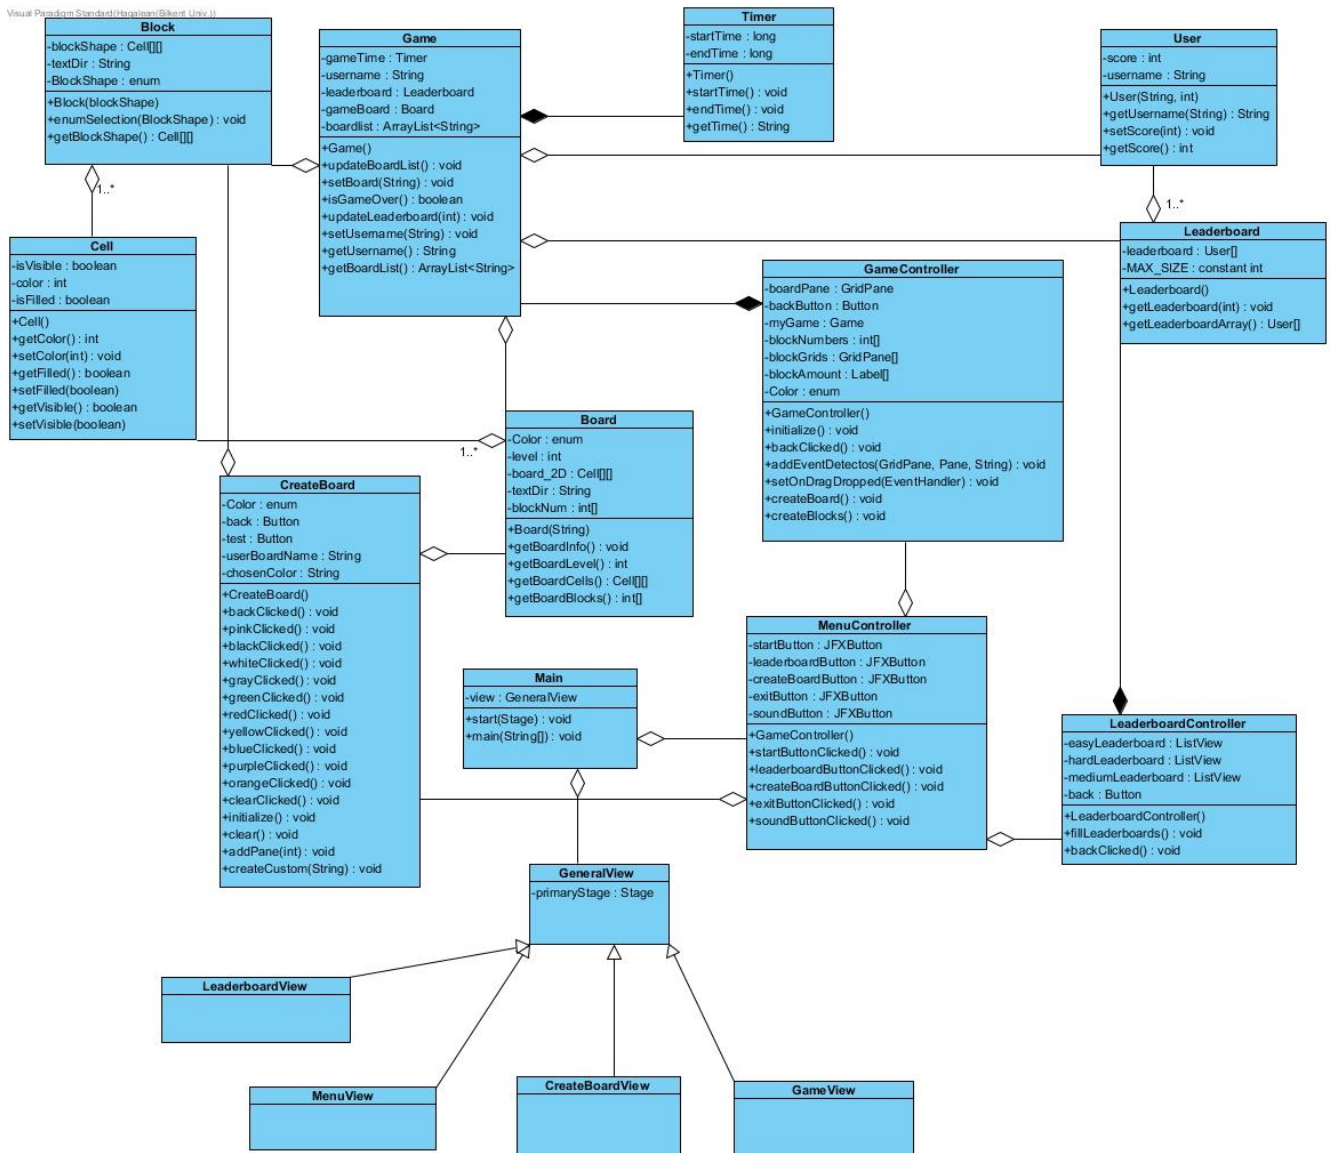 Visual Paradigm Standard(Haqalean(Bilkent Univ.))
Block
-blockShape : Cell[][]
-textDir : String
-BlockShape : enum
+Block(blockShape)
+enumSelection(BlockShape) : void
+getBlockShape() : Cell[][]
1..*
Cell
-isVisible : boolean
-color : int
-isFilled : boolean
+Cell()
+getColor() : int
+setColor(int) : void
+getFilled() : boolean
+setFilled(boolean)
+getVisible() : boolean
+setVisible(boolean)
Game
-gameTime : Timer
-username : String
-leaderboard : Leaderboard
-gameBoard : Board
-boardlist : ArrayList<String>
+Game()
+updateBoardList() : void
+setBoard(String) : void
+isGameOver() : boolean
+updateLeaderboard(int) : void
+setUsername(String) : void
+getUsername() : String
+getBoardList() : ArrayList<String>
Timer
-startTime : long
-endTime : long
+Timer()
+startTime() : void
+endTime() : void
+getTime() : String
User
-score : int
-username : String
+User(String, int)
+getUsername(String) : String
+setScore(int) : void
+getScore() : int
1..*
Leaderboard
-leaderboard : User[]
-MAX_SIZE : constant int
+Leaderboard()
+getLeaderboard(int) : void
+getLeaderboardArray() : User[]
GameController
-boardPane : GridPane
-backButton : Button
-myGame : Game
-blockNumbers : int[]
-blockGrids : GridPane[]
-blockAmount : Label[]
-Color : enum
+GameController()
+initialize() : void
+backClicked() : void
+addEventDetectos(GridPane, Pane, String) : void
+setOnDragDropped(EventHandler) : void
+createBoard() : void
+createBlocks() : void
1..*
Board
-Color : enum
-level : int
-board_2D : Cell[][]
-textDir : String
-blockNum : int[]
+Board(String)
+getBoardInfo() : void
+getBoardLevel() : int
+getBoardCells() : Cell[][]
+getBoardBlocks() : int[]
CreateBoard
-Color : enum
-back : Button
-test : Button
-userBoardName : String
-chosenColor : String
+CreateBoard()
+backClicked() : void
+pinkClicked() : void
+blackClicked() : void
+whiteClicked() : void
+grayClicked() : void
+greenClicked() : void
+redClicked() : void
+yellowClicked() : void
+blueClicked() : void
+purpleClicked() : void
+orangeClicked() : void
+clearClicked() : void
+initialize() : void
+clear() : void
+addPane(int) : void
+createCustom(String) : void
Main
-view : GeneralView
+start(Stage) : void
+main(String[]) : void
MenuController
-startButton : JFXButton
-leaderboardButton : JFXButton
-createBoardButton : JFXButton
-exitButton : JFXButton
-soundButton : JFXButton
+GameController()
+startButtonClicked() : void
+leaderboardButtonClicked() : void
+createBoardButtonClicked() : void
+exitButtonClicked() : void
+soundButtonClicked() : void
LeaderboardController
-easyLeaderboard : ListView
-hardLeaderboard : ListView
-mediumLeaderboard : ListView
-back : Button
+LeaderboardController()
+fillLeaderboards() : void
+backClicked() : void
GeneralView
-primaryStage : Stage
LeaderboardView
MenuView
CreateBoardView
GameView